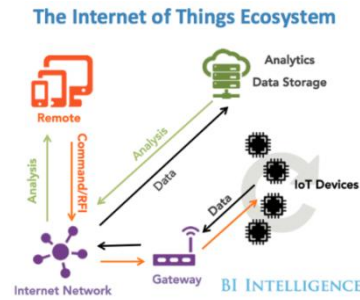 The Internet of Things Ecosystem
Analytics
Data Storage
Remote
Analysis
Command/RFI
Analysis
Data
Data
IoT Devices
Internet Network
Gateway
BI INTELLIGENCE